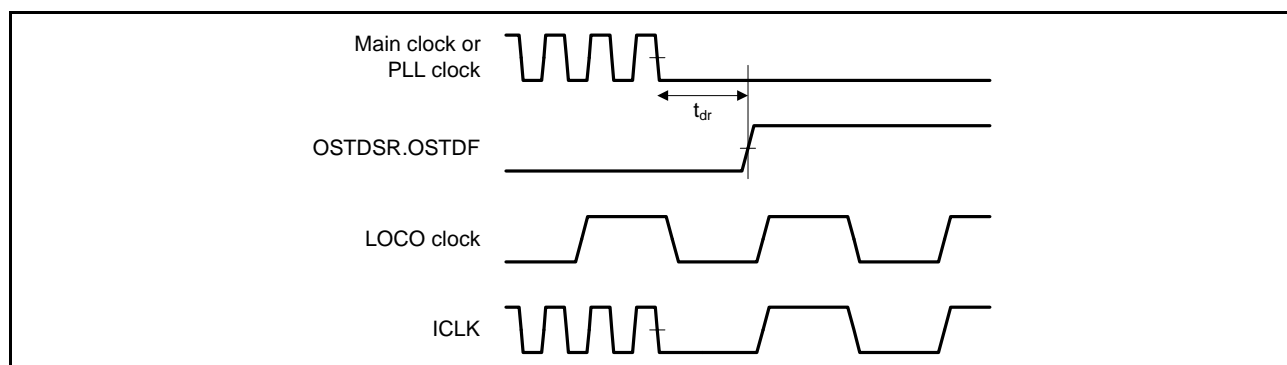 Main clock or
PLL clock
tdr
OSTDSR.OSTDF
LOCO clock
ICLK